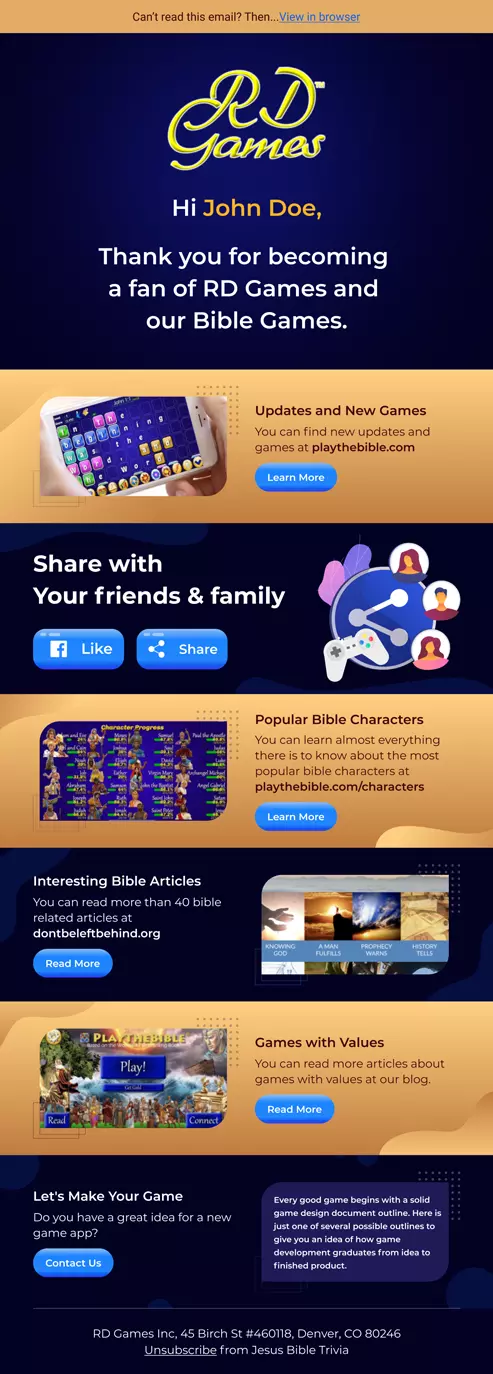 Can't read this email? Then...View in browser
RD
Games
TM
Hi John Doe,
Thank you for becoming
a fan of RD Games and
our Bible Games.
Updates and New Games
You can find new updates and
games at playthebible.com
Learn More
Share with
Your friends & family
Like
Share
Character Progress
Popular Bible Characters
You can learn almost everything
there is to know about the most
popular bible characters at
playthebible.com/characters
Learn More
Interesting Bible Articles
You can read more than 40 bible
related articles at
dontbeleftbehind.org
Read More
KNOWING
GOD
A MAN
FULFILLS
PROPHECY
WARNS
HISTORY
TELLS
PLAYTHEBIBLE
Play!
Read
Connect
Games with Values
You can read more articles about
games with values at our blog.
Read More
Let's Make Your Game
Do you have a great idea for a new
game app?
Contact Us
Every good game begins with a solid
game design document outline. Here is
just one of several possible outlines to
give you an idea of how game
development graduates from idea to
finished product.
RD Games Inc, 45 Birch St #460118, Denver, CO 80246
Unsubscribe from Jesus Bible Trivia